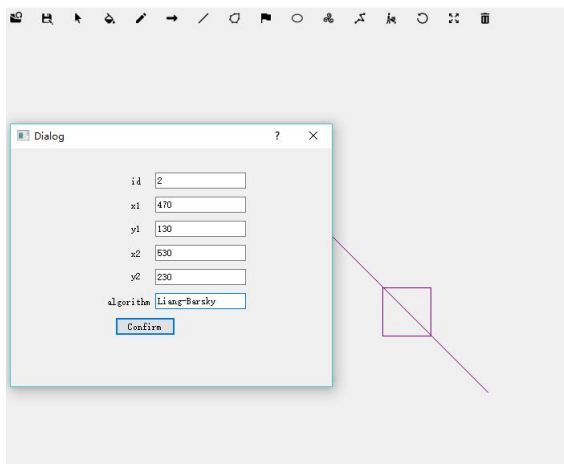 Dialog ? ×
id 2
x1 470
y1 130
x2 530
y2 230
algorithm Liang-Barsky
Confirm